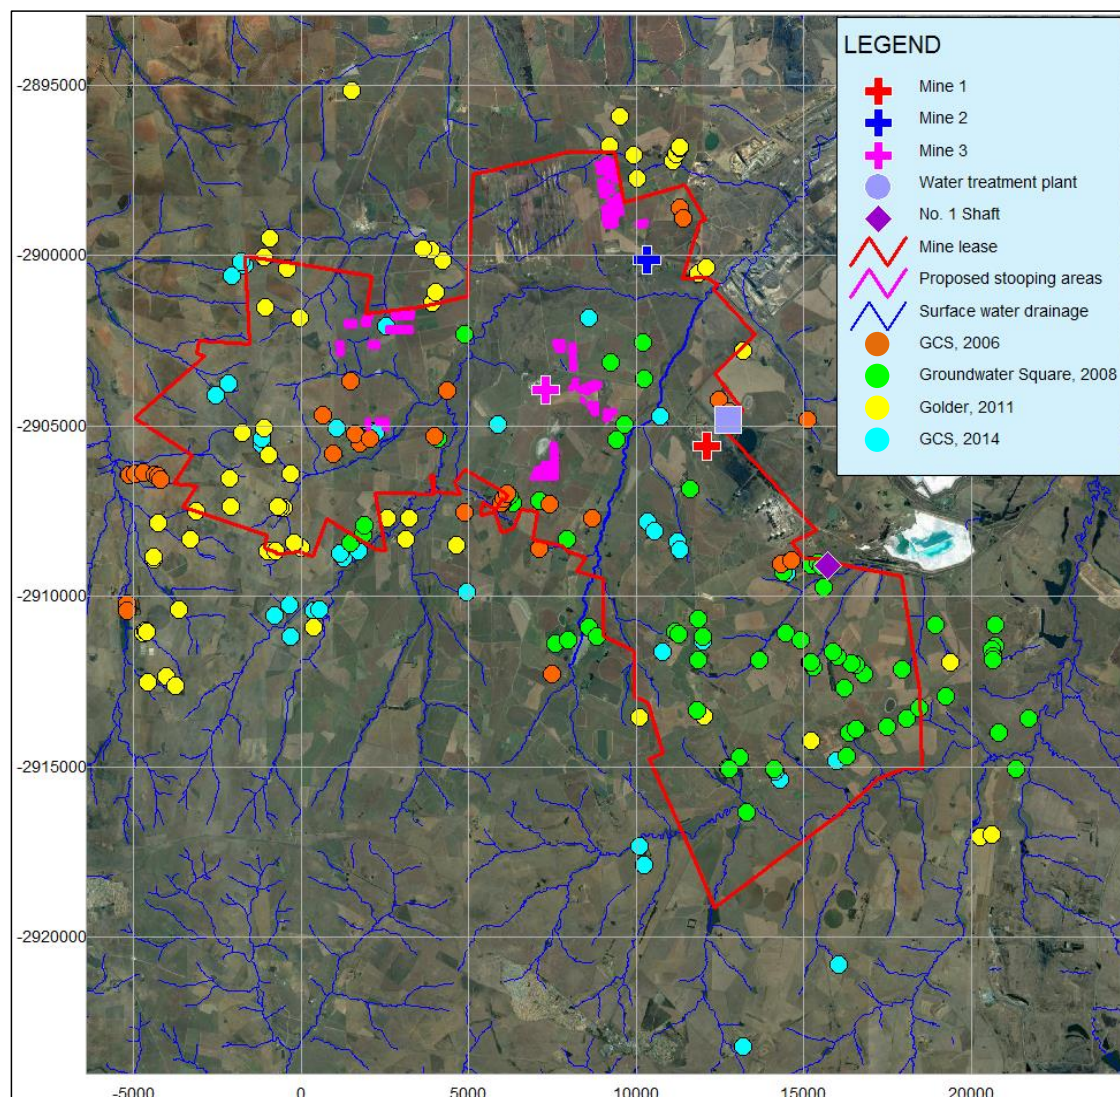 LEGEND
Mine 1
Mine 2
Mine 3
Water treatment plant
No. 1 Shaft
Mine lease
Proposed stooping areas
Surface water drainage
GCS, 2006
Groundwater Square, 2008
Golder, 2011
GCS, 2014
-2895000
-2900000
-2905000
-2910000
-2915000
-2920000
-5000 0 5000 10000 15000 20000